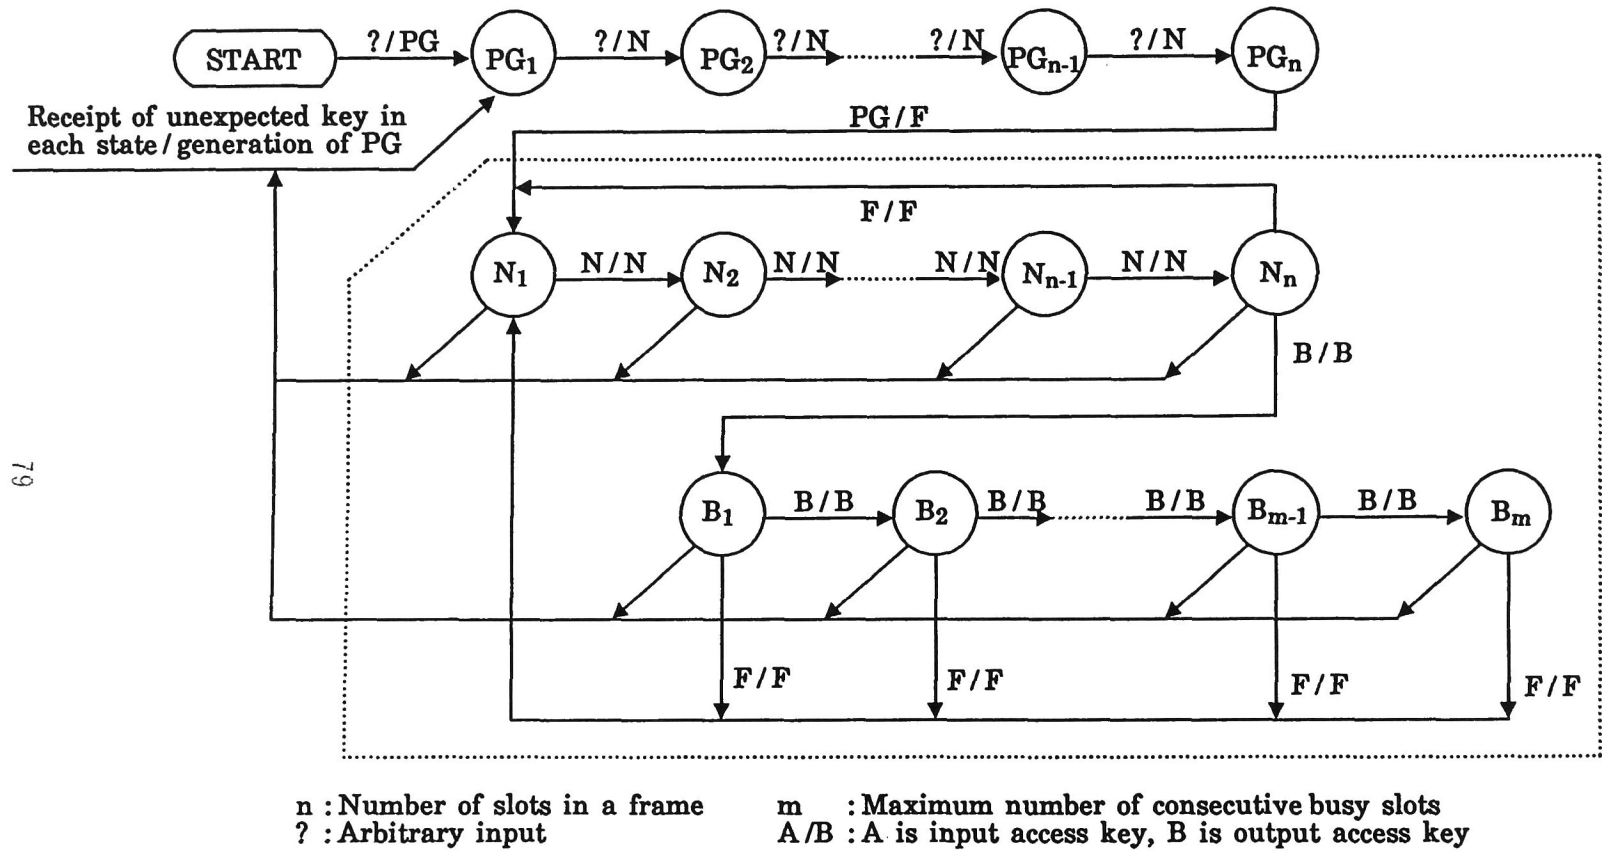 START
?/PG
PG1
?/N
PG2
?/N
?/N
PGn-1
?/N
PGn
Receipt of unexpected key in
each state/generation of PG
PG/F
F/F
N1
N/N
N2
N/N
N/N
Nn-1
N/N
Nn
B/B
B1
B/B
B2
B/B
B/B
Bm-1
B/B
Bm
F/F
F/F
F/F
F/F
79
n :Number of slots in a frame
m :Maximum number of consecutive busy slots
? :Arbitrary input
A/B :A is input access key, B is output access key